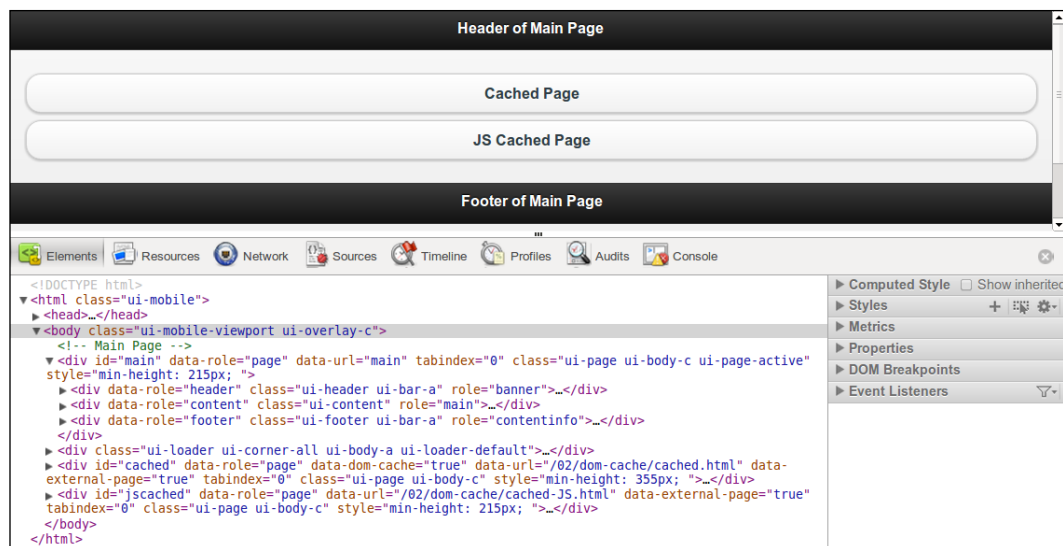 Header of Main Page
Cached Page
JS Cached Page
Footer of Main Page
Elements Resources Network Sources Timeline Profiles Audits Console
<!DOCTYPE html>
▼<html class="ui-mobile">
▶<head>…</head>
▼<body class="ui-mobile-viewport ui-overlay-c">
<!-- Main Page -->
▼<div id="main" data-role="page" data-url="main" tabindex="0" class="ui-page ui-body-c ui-page-active"
style="min-height: 215px; ">
▶<div data-role="header" class="ui-header ui-bar-a" role="banner">…</div>
▶<div data-role="content" class="ui-content" role="main">…</div>
▶<div data-role="footer" class="ui-footer ui-bar-a" role="contentinfo">…</div>
</div>
▶<div class="ui-loader ui-corner-all ui-body-a ui-loader-default">…</div>
▶<div id="cached" data-role="page" data-dom-cache="true" data-url="/02/dom-cache/cached.html" data-
external-page="true" tabindex="0" class="ui-page ui-body-c" style="min-height: 355px; ">…</div>
▶<div id="jscached" data-role="page" data-url="/02/dom-cache/cached-JS.html" data-external-page="true"
tabindex="0" class="ui-page ui-body-c" style="min-height: 215px; ">…</div>
</body>
</html>
▶ Computed Style Show inherited
▶ Styles
▶ Metrics
▶ Properties
▶ DOM Breakpoints
▶ Event Listeners